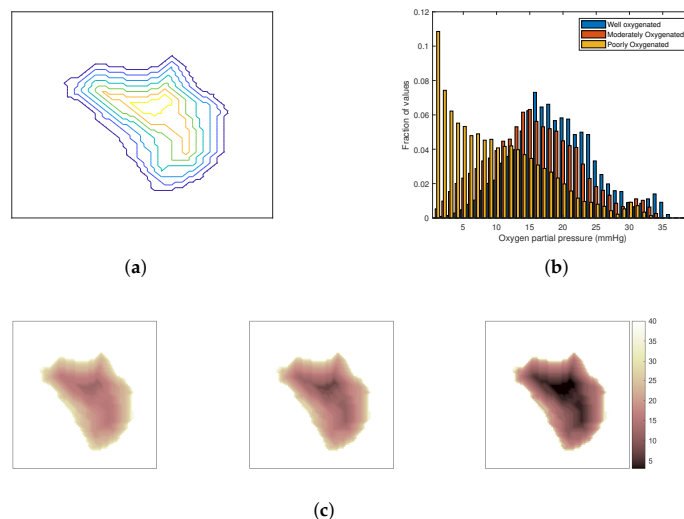 0.12
0.1
0.08
0.06
0.04
0.02
0
5 10 15 20 25 30 35
Fraction of values
Oxygen partial pressure (mmHg)
Well oxygenated
Moderately Oxygenated
Poorly Oxygenated
(a)
(b)
40
35
30
25
20
15
10
5
(c)